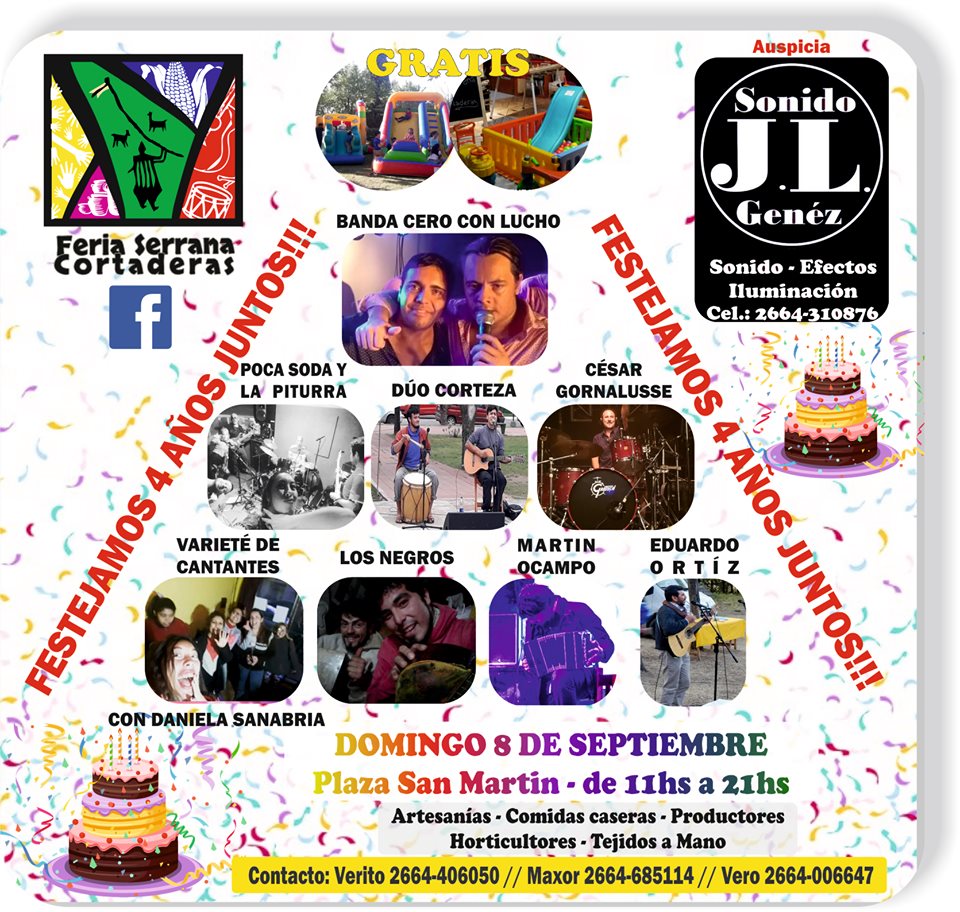 GRATIS
Auspicia
Sonido
J.L.
Genéz
Sonido - Efectos
Iluminación
Cel.: 2664-310876
Feria Serrana
Cortaderas
f
FESTEJAMOS 4 AÑOS JUNTOS!!!
FESTEJAMOS 4 AÑOS JUNTOS!!!
BANDA CERO CON LUCHO
POCA SODA Y
LA PITURRA
DÚO CORTEZA
CÉSAR
GORNALUSSE
VARIETÉ DE
CANTANTES
LOS NEGROS
MARTIN
OCAMPO
EDUARDO
ORTÍZ
CON DANIELA SANABRIA
DOMINGO 8 DE SEPTIEMBRE
Plaza San Martin - de 11hs a 21hs
Artesanías - Comidas caseras - Productores
Horticultores - Tejidos a Mano
Contacto: Verito 2664-406050 // Maxor 2664-685114 // Vero 2664-006647